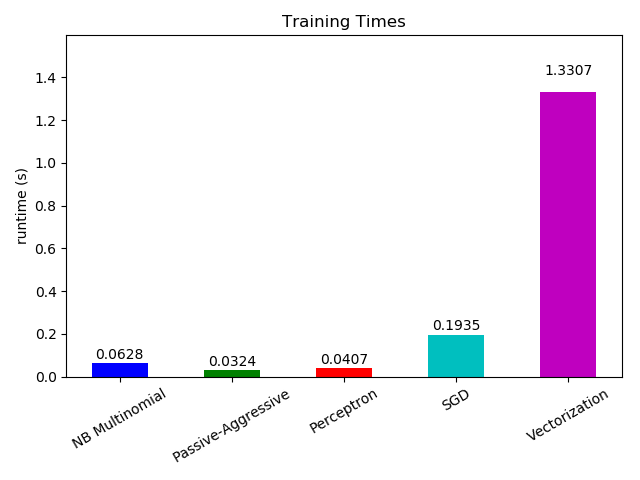 Training Times
runtime (s)
1.4
1.2
1.0
0.8
0.6
0.4
0.2
0.0
0.0628
0.0324
0.0407
0.1935
1.3307
NB Multinomial
Passive-Aggressive
Perceptron
SGD
Vectorization